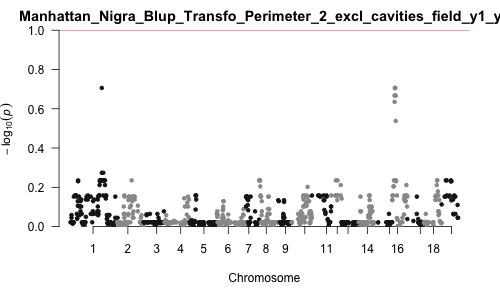 Manhattan_Nigra_Blup_Transfo_Perimeter_2_excl_cavities_field_y1_y
1.0
0.8
0.6
0.4
0.2
0.0
− log10(p)
1 2 3 4 5 6 7 8 9 11 14 16 18
Chromosome